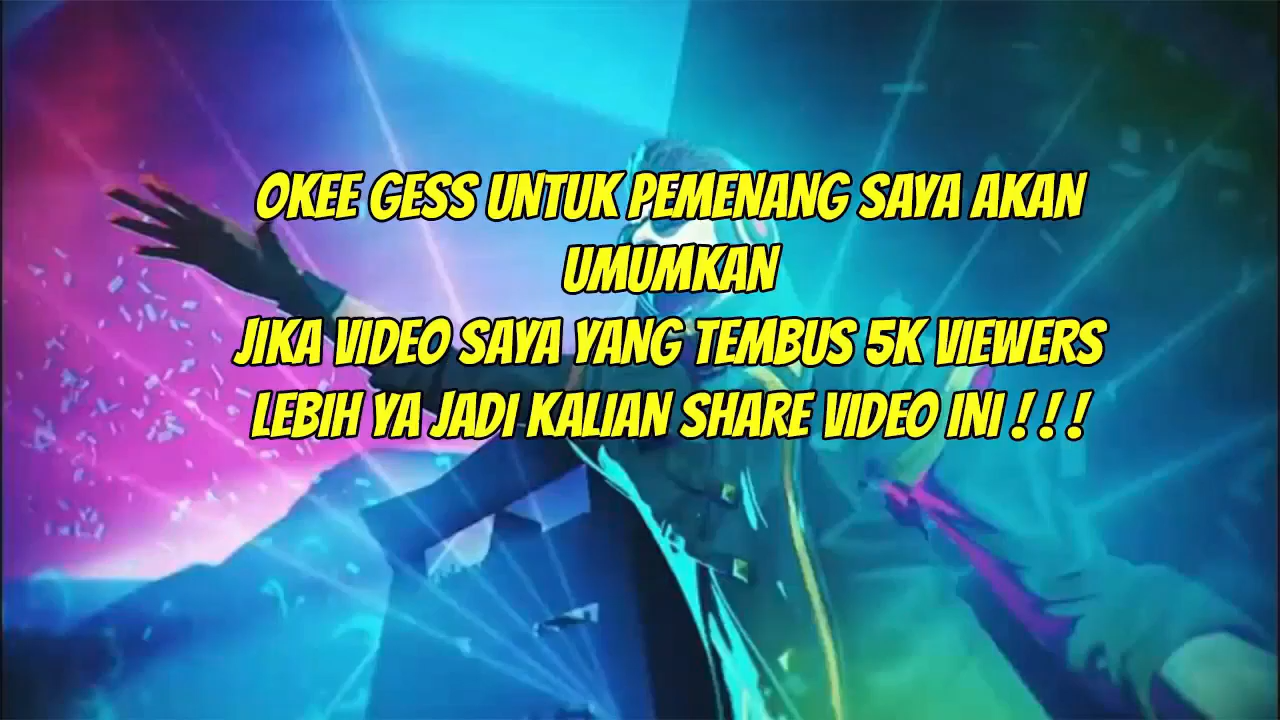 OKEE GESS UNTUK PEMENANG SAYA AKAN
UMUMKAN
JIKA VIDEO SAYA YANG TEMBUS 5K VIEWERS
LEBIH YA JADI KALIAN SHARE VIDEO INI ! ! !